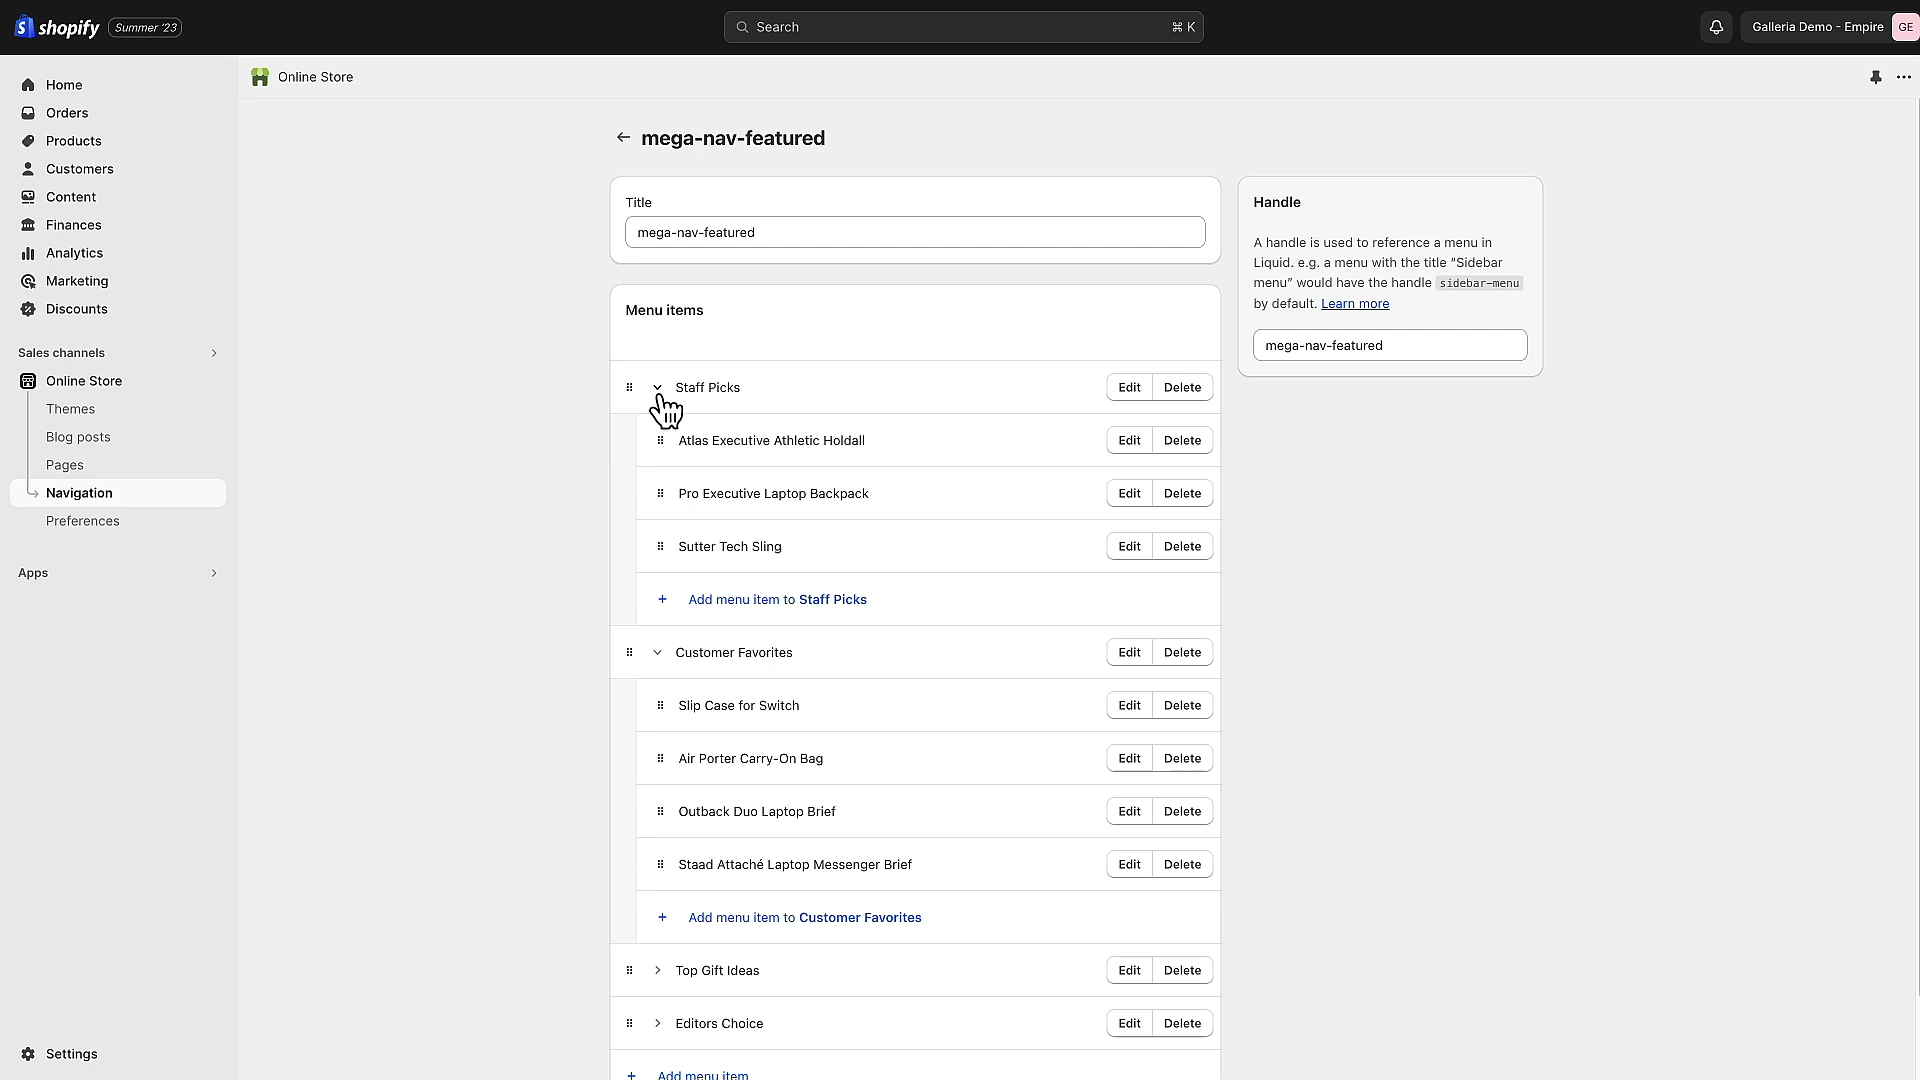 shopify
Summer '23
Search
⌘ K
Galleria Demo - Empire
GE
Home
Orders
Products
Customers
Content
Finances
Analytics
Marketing
Discounts
Sales channels
Online Store
Themes
Blog posts
Pages
Navigation
Preferences
Apps
Settings
Online Store
mega-nav-featured
Title
mega-nav-featured
Menu items
Staff Picks
Edit
Delete
Atlas Executive Athletic Holdall
Edit
Delete
Pro Executive Laptop Backpack
Edit
Delete
Sutter Tech Sling
Edit
Delete
+ Add menu item to Staff Picks
Customer Favorites
Edit
Delete
Slip Case for Switch
Edit
Delete
Air Porter Carry-On Bag
Edit
Delete
Outback Duo Laptop Brief
Edit
Delete
Staad Attaché Laptop Messenger Brief
Edit
Delete
+ Add menu item to Customer Favorites
Top Gift Ideas
Edit
Delete
Editors Choice
Edit
Delete
+ Add menu item
Handle
A handle is used to reference a menu in
Liquid. e.g. a menu with the title "Sidebar
menu" would have the handle sidebar-menu
by default. Learn more
mega-nav-featured